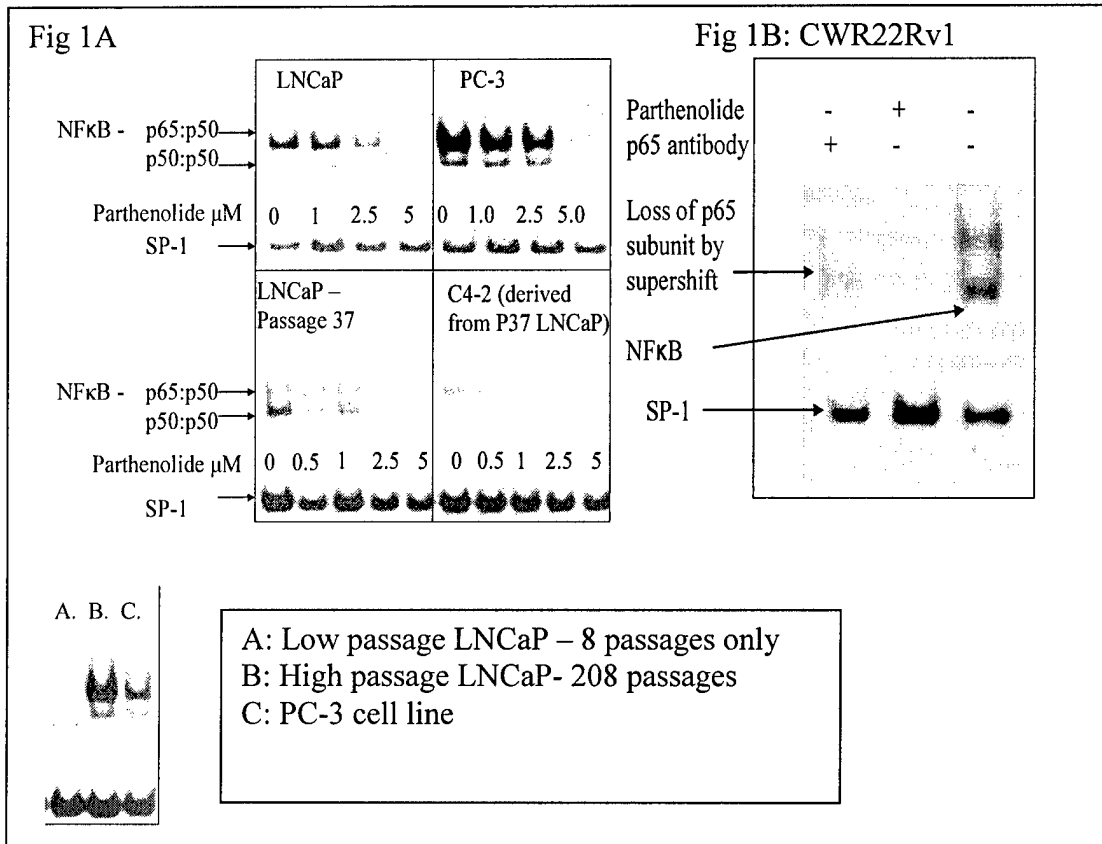 Fig 1A
LNCaP
PC-3
NFκB - p65:p50
p50:p50
Parthenolide μM 0 1 2.5 5 0 1.0 2.5 5.0
SP-1
LNCaP –
Passage 37
C4-2 (derived
from P37 LNCaP)
NFκB - p65:p50
p50:p50
Parthenolide μM 0 0.5 1 2.5 5 0 0.5 1 2.5 5
SP-1
Fig 1B: CWR22Rv1
Parthenolide - + -
p65 antibody + - -
Loss of p65
subunit by
supershift
NFκB
SP-1
A. B. C.
A: Low passage LNCaP – 8 passages only
B: High passage LNCaP- 208 passages
C: PC-3 cell line